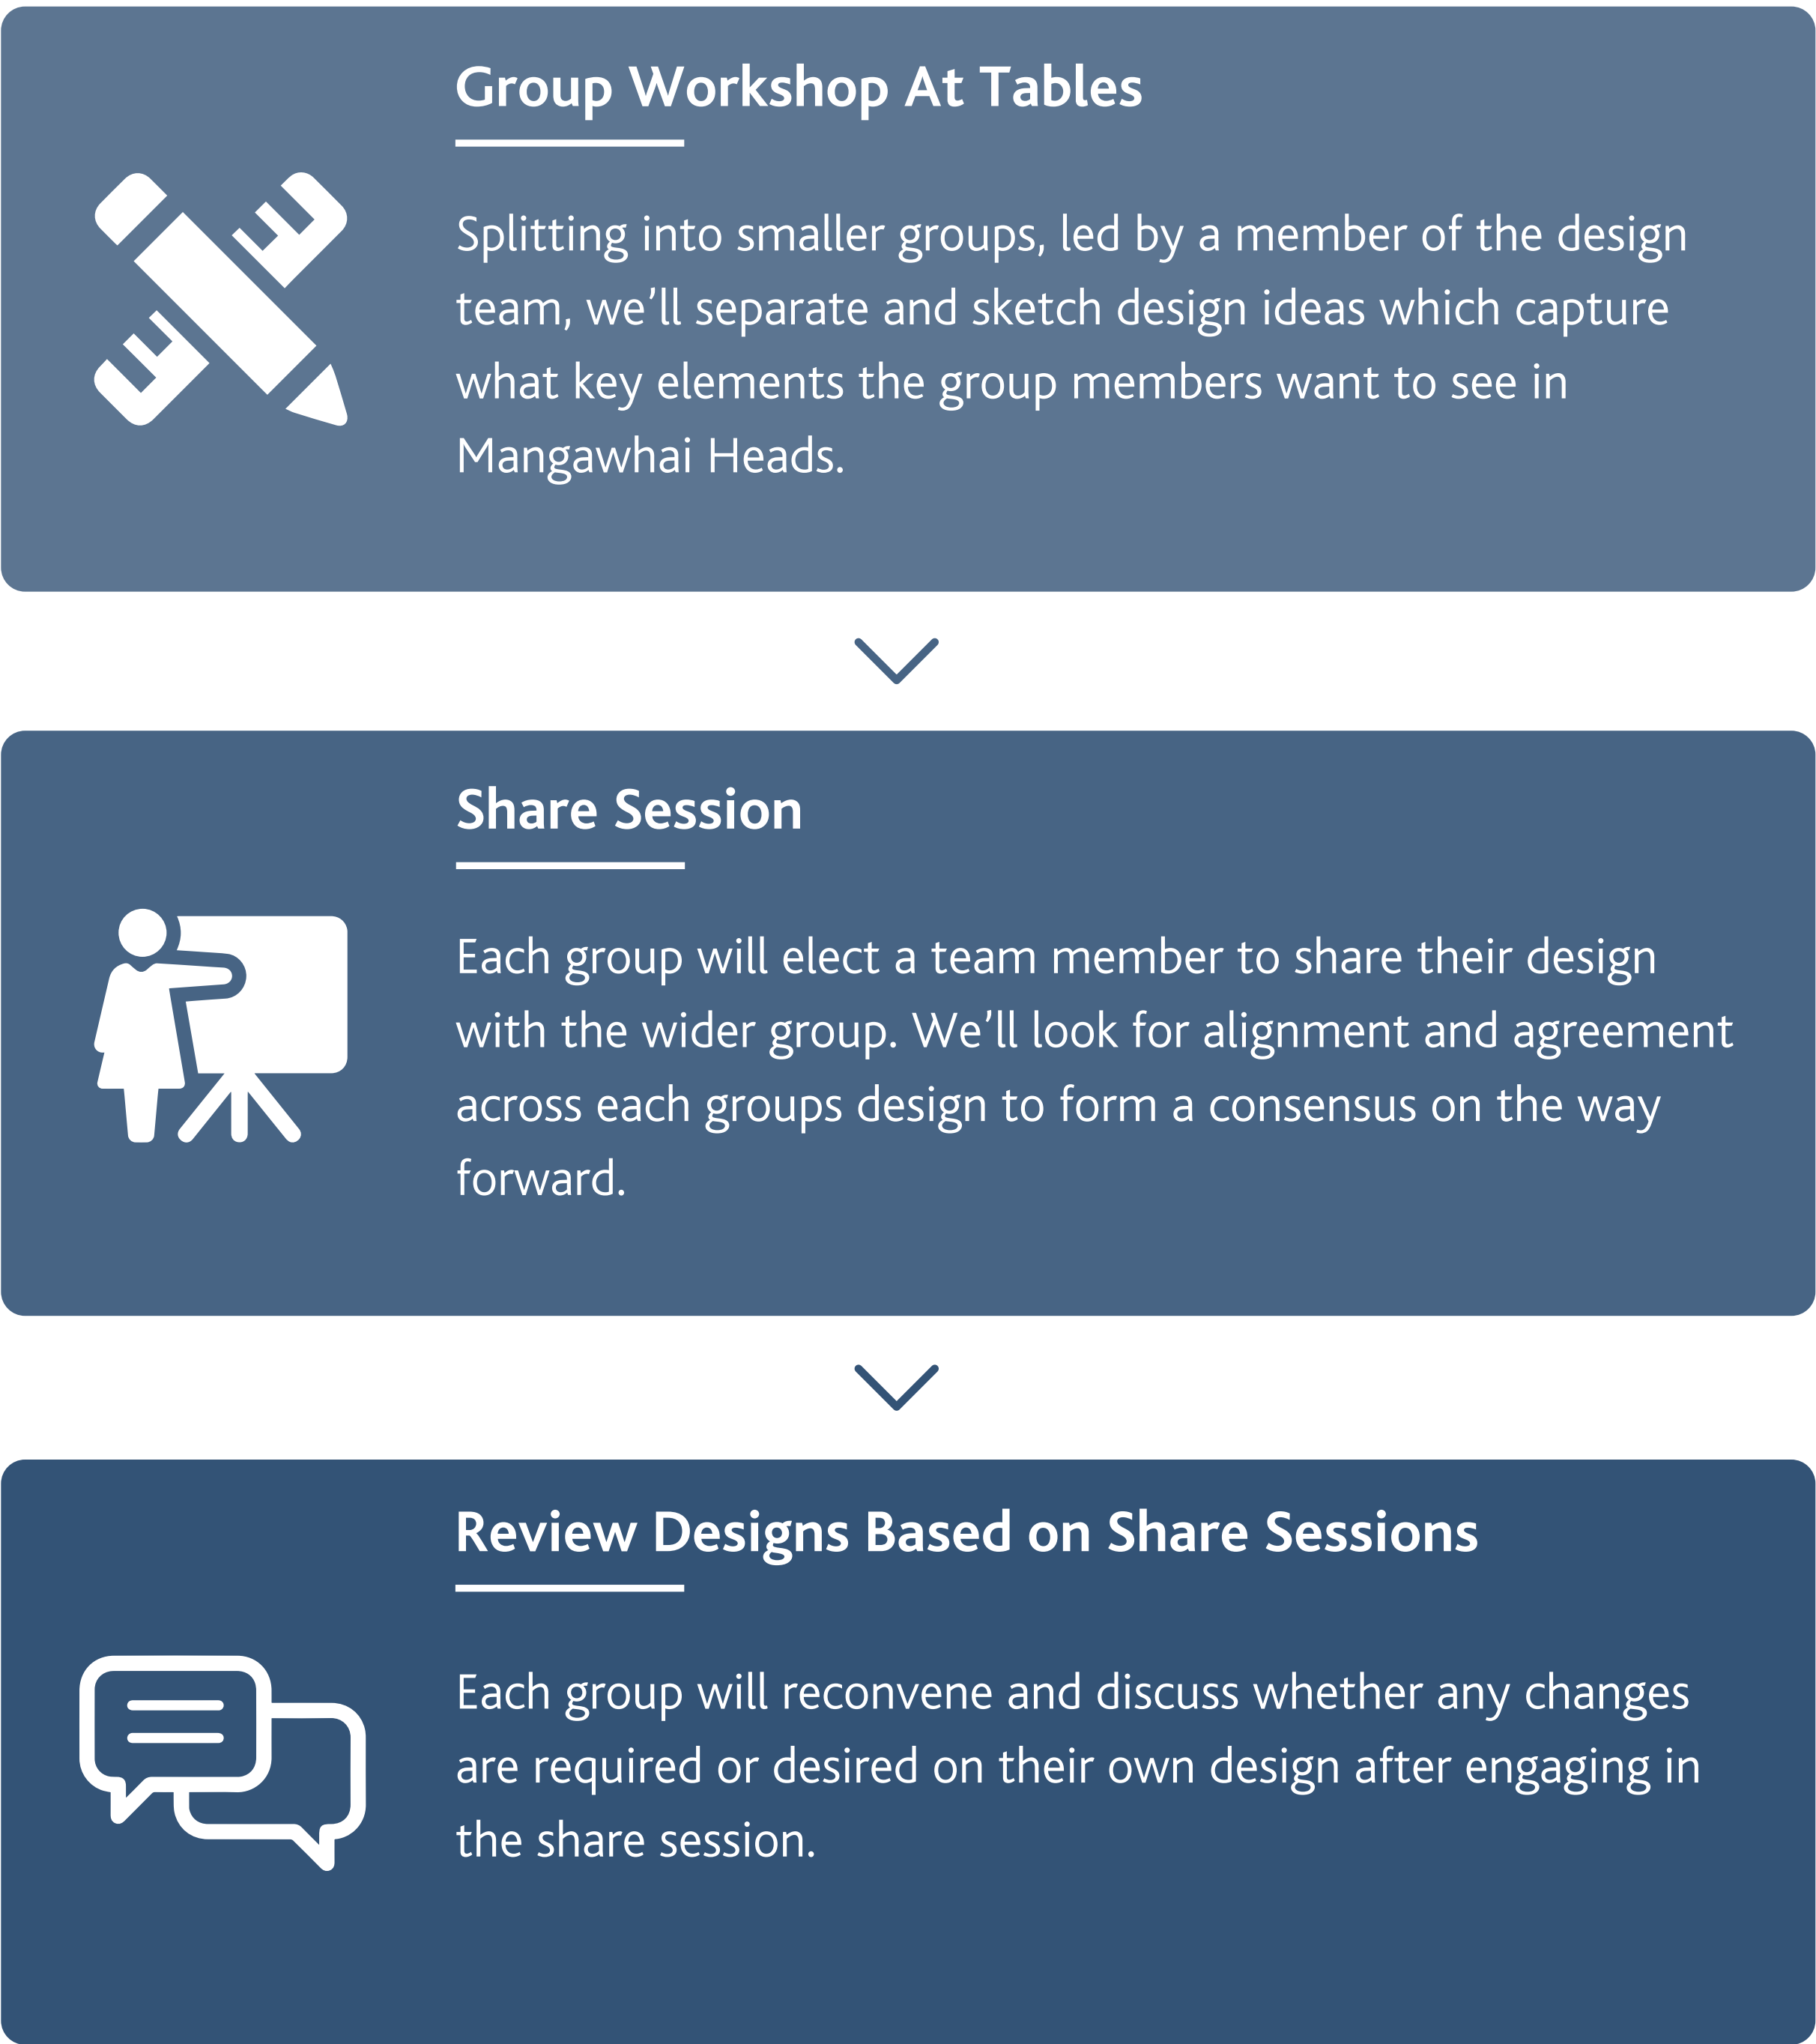 Group Workshop At Tables
Splitting into smaller groups, led by a member of the design
team, we’ll separate and sketch design ideas which capture
what key elements the group members want to see in
Mangawhai Heads.
Share Session
Each group will elect a team member to share their design
with the wider group. We’ll look for alignment and agreement
across each groups design to form a consensus on the way
forward.
Review Designs Based on Share Sessions
Each group will reconvene and discuss whether any changes
are required or desired on their own design after engaging in
the share session.